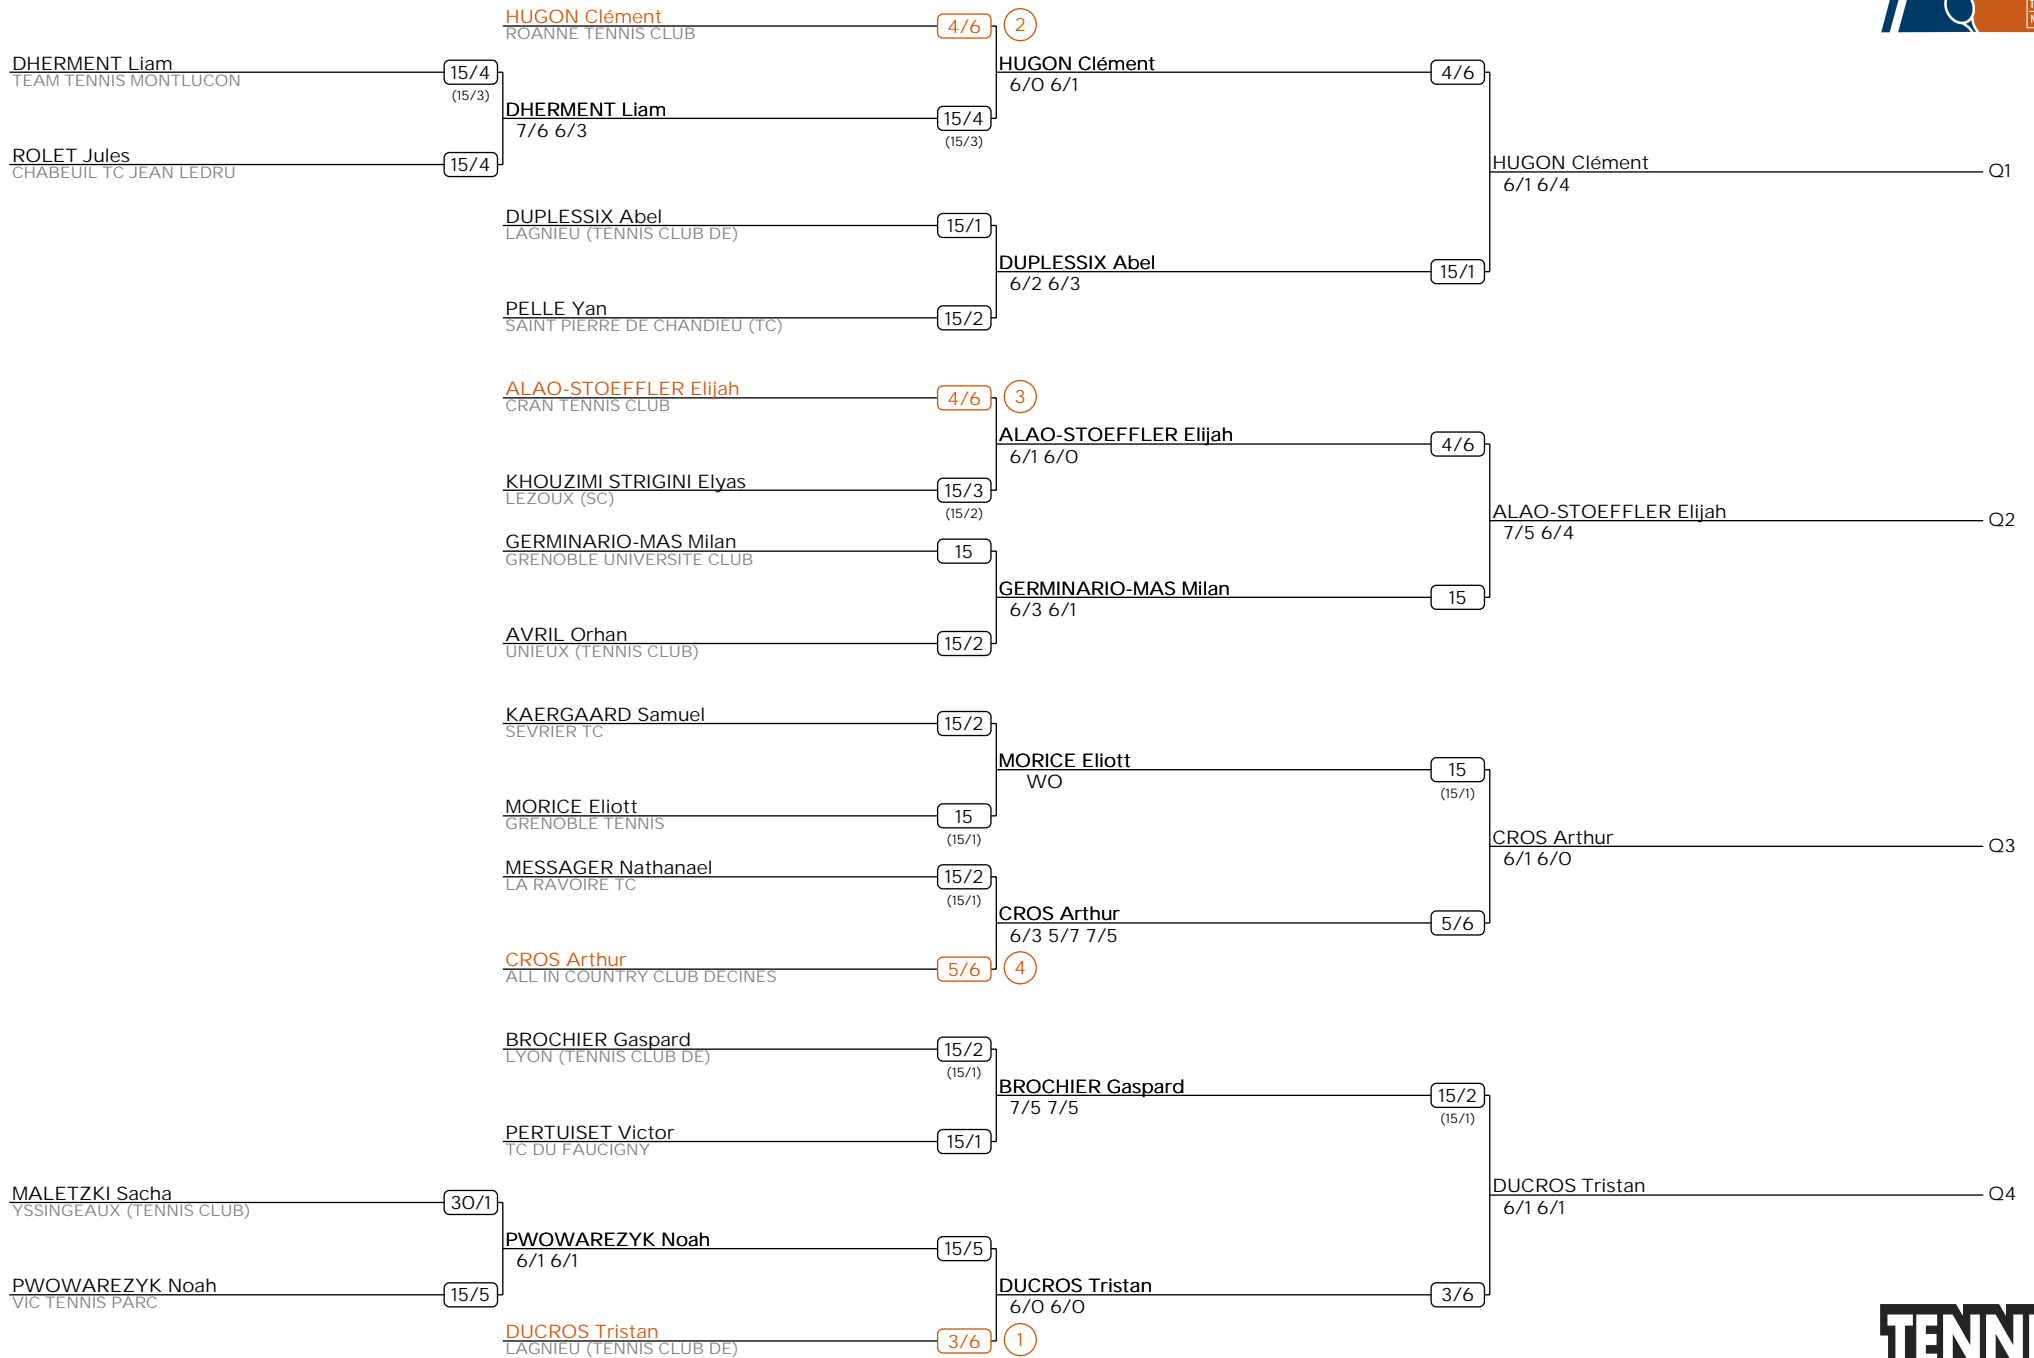 HUGON Clément
ROANNE TENNIS CLUB
4/6
2
DHERMENT Liam
TEAM TENNIS MONTLUCON
15/4
(15/3)
HUGON Clément
6/0 6/1
4/6
DHERMENT Liam
7/6 6/3
15/4
(15/3)
ROLET Jules
CHABEUIL TC JEAN LEDRU
15/4
HUGON Clément
6/1 6/4
Q1
DUPLESSIX Abel
LAGNIEU (TENNIS CLUB DE)
15/1
DUPLESSIX Abel
6/2 6/3
15/1
PELLE Yan
SAINT PIERRE DE CHANDIEU (TC)
15/2
ALAO-STOEFFLER Elijah
CRAN TENNIS CLUB
4/6
3
ALAO-STOEFFLER Elijah
6/1 6/0
4/6
KHOUZIMI STRIGINI Elyas
LEZOUX (SC)
15/3
(15/2)
ALAO-STOEFFLER Elijah
7/5 6/4
Q2
GERMINARIO-MAS Milan
GRENOBLE UNIVERSITE CLUB
15
GERMINARIO-MAS Milan
6/3 6/1
15
AVRIL Orhan
UNIEUX (TENNIS CLUB)
15/2
KAERGAARD Samuel
SEVRIER TC
15/2
MORICE Eliott
WO
15
(15/1)
MORICE Eliott
GRENOBLE TENNIS
15
(15/1)
CROS Arthur
6/1 6/0
Q3
MESSAGER Nathanael
LA RAVOIRE TC
15/2
(15/1)
CROS Arthur
6/3 5/7 7/5
5/6
CROS Arthur
ALL IN COUNTRY CLUB DECINES
5/6
4
BROCHIER Gaspard
LYON (TENNIS CLUB DE)
15/2
(15/1)
BROCHIER Gaspard
7/5 7/5
15/2
(15/1)
PERTUISET Victor
TC DU FAUCIGNY
15/1
MALETZKI Sacha
YSSINGEAUX (TENNIS CLUB)
30/1
DUCROS Tristan
6/1 6/1
Q4
PWOWAREZYK Noah
6/1 6/1
15/5
PWOWAREZYK Noah
VIC TENNIS PARC
15/5
DUCROS Tristan
6/0 6/0
3/6
DUCROS Tristan
LAGNIEU (TENNIS CLUB DE)
3/6
1
TENNI